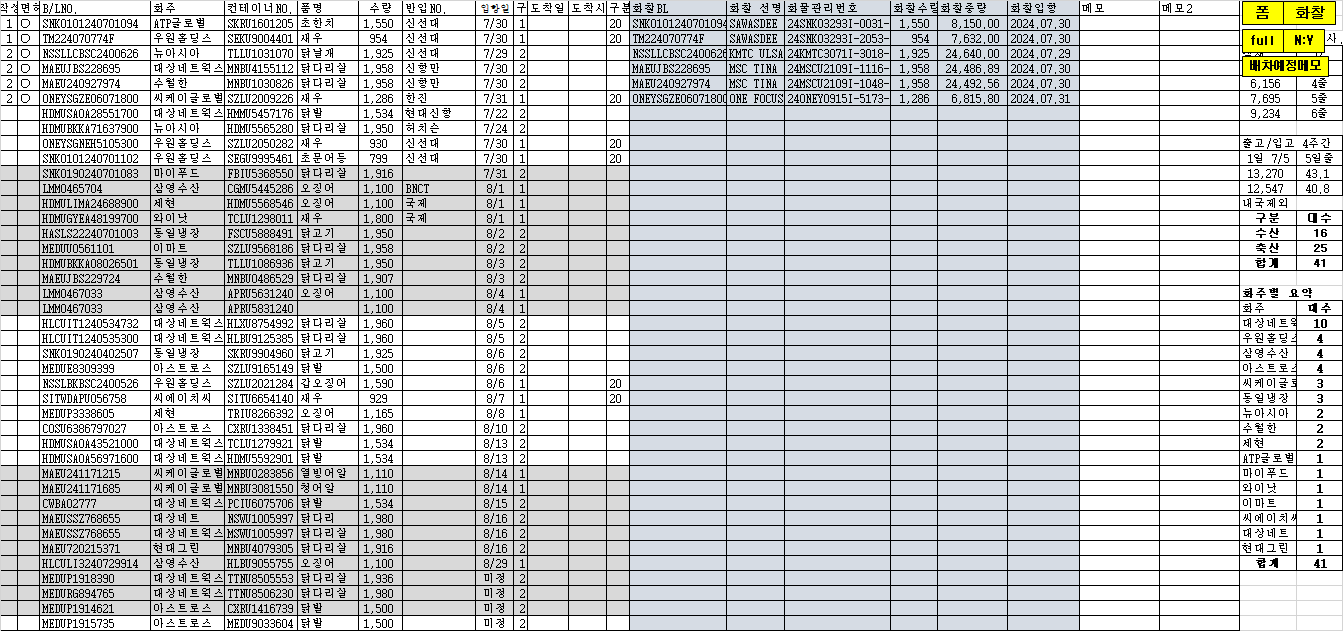 작성 면허 B/LNO. 화주 컨테이너NO. 품명 수량 반입NO. 입항일 구 도착일 도착시 구분 화찰BL 화찰 선명 화물관리번호 화찰수량 화찰중량 화찰입항 메모 메모2 폼 화찰
1 ○ SNK0101240701094 ATP글로벌 SKRU1601205 초한치 1,550 신선대 7/30 1 20 SNK0101240701094 SAWASDEE 24SNK03293I-0031- 1,550 8,150.00 2024.07.30
1 ○ TM224070774F 우원홀딩스 SEKU9004401 새우 954 신선대 7/30 1 20 TM224070774F SAWASDEE 24SNK03293I-2053- 954 7,632.00 2024.07.30 full N:Y
2 ○ NSSLLCBSC2400626 뉴아시아 TLLU1031070 닭날개 1,925 신선대 7/29 2 NSSLLCBSC2400626 KMTC ULSA 24KMTC3071I-3018- 1,925 24,640.00 2024.07.29
2 ○ MAEUJBS228695 대상네트웍스 MNBU4155112 닭다리살 1,958 신항만 7/30 2 MAEUJBS228695 MSC TINA 24MSCU2109I-1116- 1,958 24,486.89 2024.07.30 배차예정메모
2 ○ MAEU240927974 수월한 MNBU1030826 닭다리살 1,958 신항만 7/30 2 MAEU240927974 MSC TINA 24MSCU2109I-1048- 1,958 24,492.56 2024.07.30 6,156 4줄
2 ○ ONEYSGZE06071800 씨케이글로벌 SZLU2009226 새우 1,286 한진 7/31 1 20 ONEYSGZE06071800 ONE FOCUS 24ONEY0915I-5173- 1,286 6,815.80 2024.07.31 7,695 5줄
HDMUSAOA28551700 대상네트웍스 HMMU5457176 닭발 1,534 현대신항 7/22 2 9,234 6줄
HDMUBKKA71637900 뉴아시아 HDMU5565280 닭다리살 1,950 허치슨 7/24 2
ONEYSGNEH5105300 우원홀딩스 SZLU2050282 새우 930 신선대 7/30 1 20 출고/입고 4주간
SNK0101240701102 우원홀딩스 SEGU9995461 초문어등 799 신선대 7/30 1 20 1일 7/5 5일줄
SNK0190240701083 마이푸드 FBIU5368550 닭다리살 1,916 7/31 2 13,270 43.1
LMM0465704 삼영수산 CGMU5445286 오징어 1,100 BNCT 8/1 1 12,547 40.8
HDMULIMA24688900 제현 HDMU5568546 오징어 1,100 국제 8/1 1 내국제외
HDMUGYEA48199700 와이낫 TCLU1298011 새우 1,800 국제 8/1 1 구분 대수
HASLS22240701003 동일냉장 FSCU5888491 닭고기 1,950 8/2 2 수산 16
MEDUU0561101 이마트 SZLU9568186 닭다리살 1,958 8/2 2 축산 25
HDMUBKKA08026501 동일냉장 TLLU1086936 닭고기 1,950 8/3 2 합계 41
MAEUJBS229724 수월한 MNBU0486529 닭다리살 1,907 8/3 2
LMM0467033 삼영수산 APRU5631240 오징어 1,100 8/4 1 화주별 요약
LMM0467033 삼영수산 APRU5831240 1,100 8/4 1 화주 대수
HLCUIT1240534732 대상네트웍스 HLXU8754992 닭다리살 1,960 8/5 2 대상네트웍 10
HLCUIT1240535300 대상네트웍스 HLBU9125385 닭다리살 1,960 8/5 2 우원홀딩스 4
SNK0190240402507 동일냉장 SKRU9904960 닭고기 1,925 8/6 2 삼영수산 4
MEDUE8309399 아스트로스 SZLU9165149 닭발 1,500 8/6 2 아스트로스 4
NSSLBKBSC2400526 우원홀딩스 SZLU2021284 갑오징어 1,590 8/6 1 20 씨케이글로 3
SITWDAPU056758 씨에이치씨 SITU6654140 새우 929 8/7 1 20 동일냉장 3
MEDUP3338605 제현 TRIU8266392 오징어 1,165 8/8 1 뉴아시아 2
COSU6386797027 아스트로스 CXRU1338451 닭다리살 1,960 8/10 2 수월한 2
HDMUSAOA43521000 대상네트웍스 TCLU1279921 닭발 1,534 8/13 2 제현 2
HDMUSAOA56971600 대상네트웍스 HDMU5592901 닭발 1,534 8/13 2 ATP글로벌 1
MAEU241171215 씨케이글로벌 MNBU0283856 열빙어알 1,110 8/14 1 마이푸드 1
MAEU241171685 씨케이글로벌 MNBU3081550 청어알 1,110 8/14 1 와이낫 1
CWBA02777 대상네트웍스 PCIU6075706 닭발 1,534 8/15 2 이마트 1
MAEUSSZ768655 대상네트 NSWU1005997 닭다리 1,980 8/16 2 씨에이치씨 1
MAEUSSZ768655 대상네트웍스 MSWU1005997 닭다리살 1,980 8/16 2 대상네트 1
MAEU720215371 현대그린 MNBU4079305 닭다리살 1,916 8/16 2 현대그린 1
HLCULI3240729914 삼영수산 HLBU9055755 오징어 1,100 8/29 1 합계 41
MEDUP1918390 대상네트웍스 TTNU8505553 닭다리살 1,936 미정 2
MEDURG894765 대상네트웍스 TTNU8506230 닭다리살 1,980 미정 2
MEDUP1914621 아스트로스 CXRU1416739 닭발 1,500 미정 2
MEDUP1915735 아스트로스 MEDU9033604 닭발 1,500 미정 2